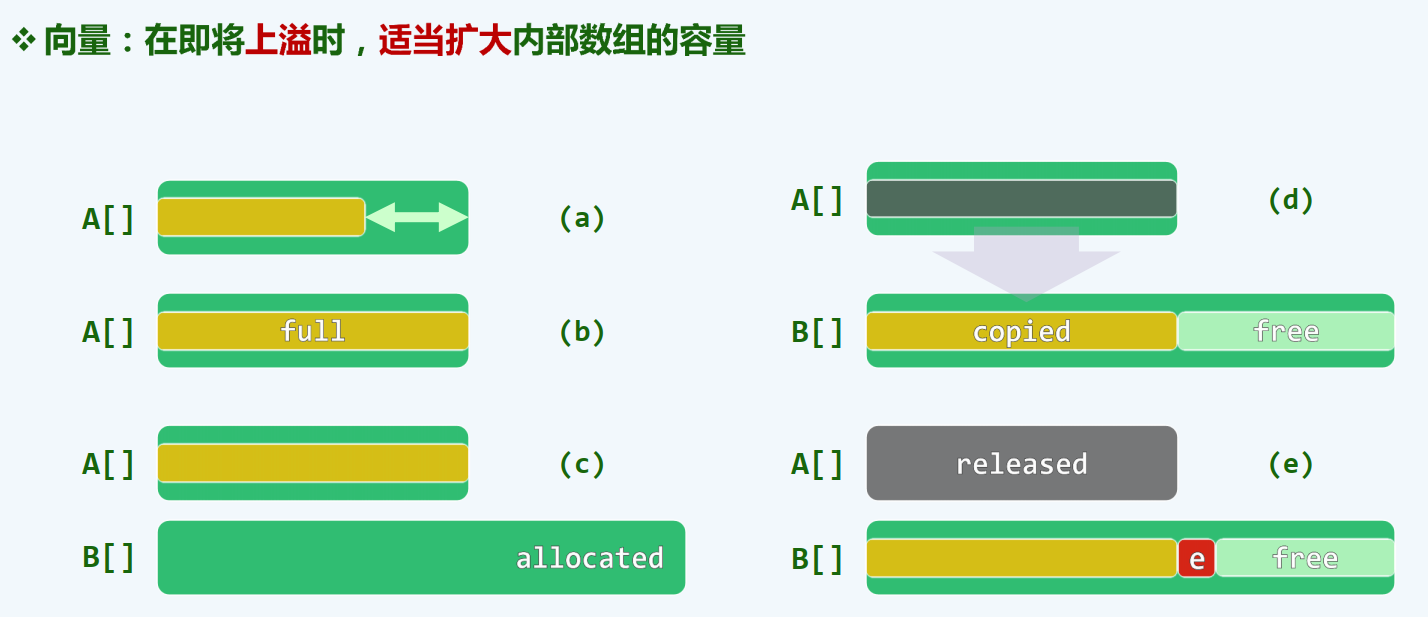 ❖ 向量：在即将上溢时，适当扩大内部数组的容量
A[] (a)
A[] full (b)
A[] (c)
B[] allocated
A[] (d)
B[] copied free
A[] released (e)
B[] e free